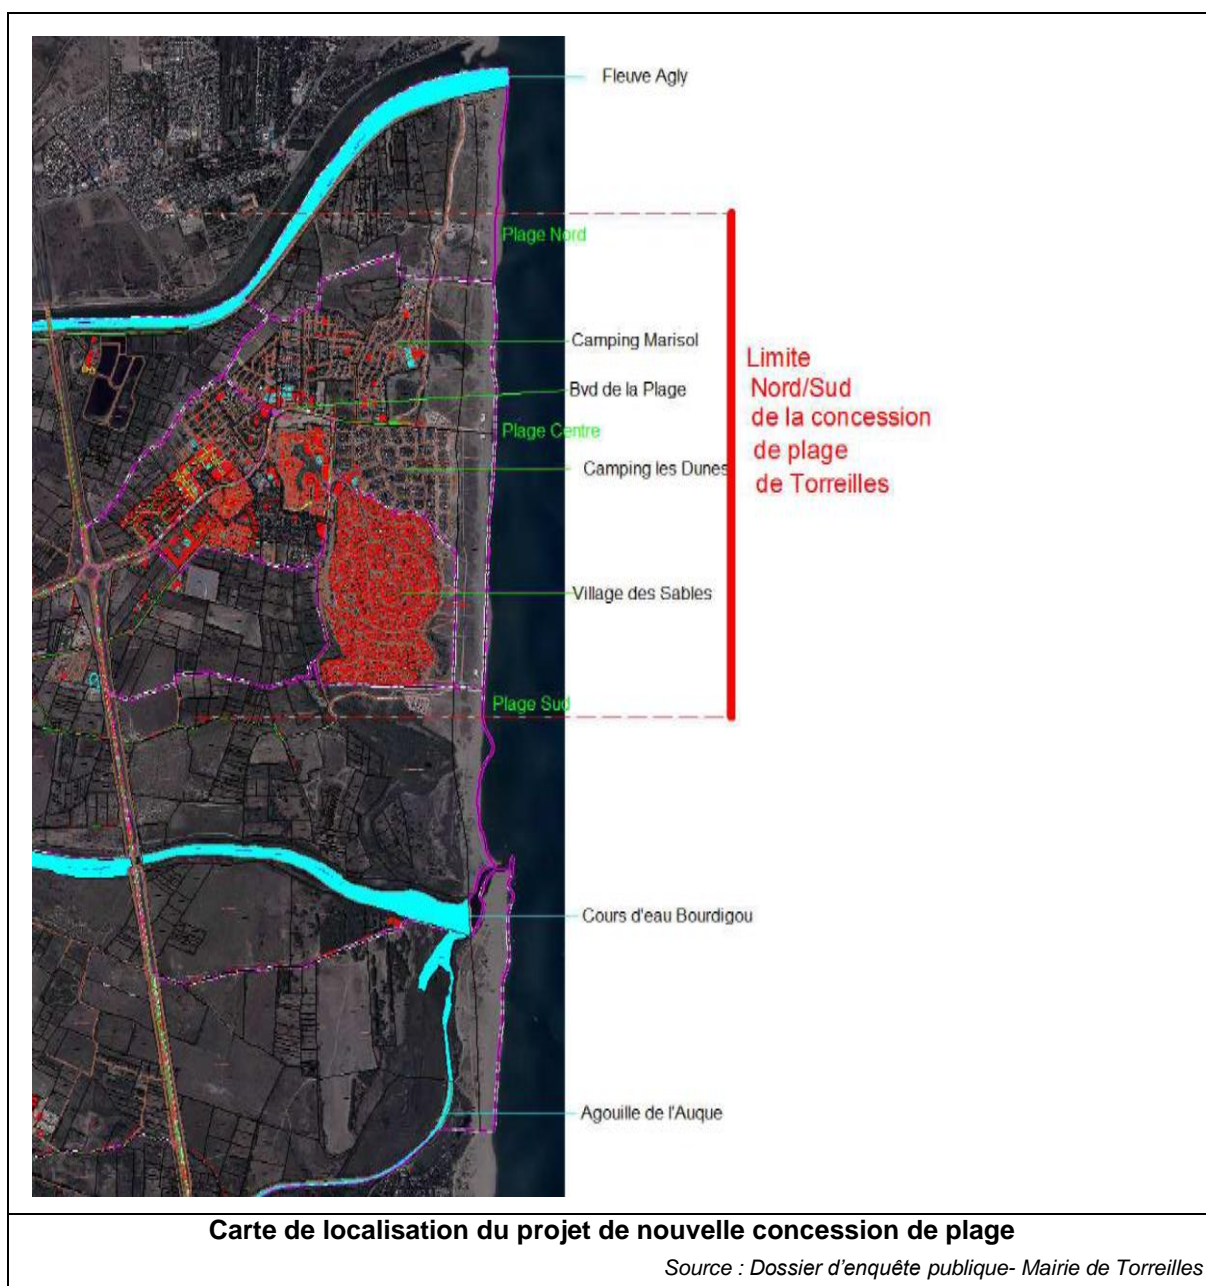 Fleuve Agly
Plage Nord
Camping Marisol
Bvd de la Plage
Plage Centre
Camping les Dunes
Village des Sables
Plage Sud
Limite
Nord/Sud
de la concession
de plage
de Torreilles
Cours d'eau Bourdigou
Agouille de l'Auque
Carte de localisation du projet de nouvelle concession de plage
Source : Dossier d'enquête publique- Mairie de Torreilles